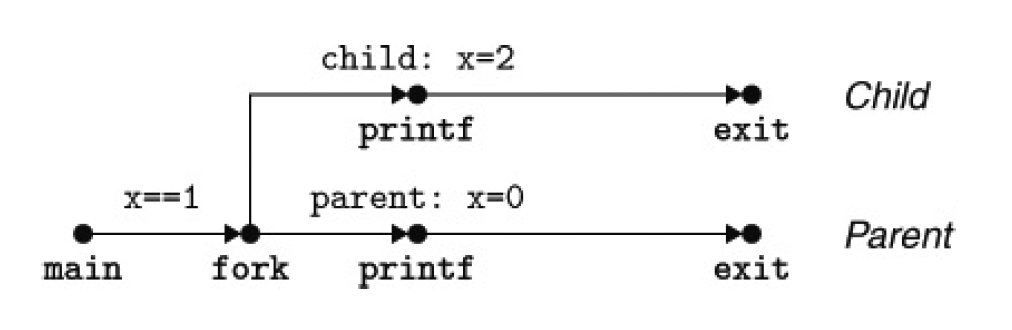 child: x=2
Child
printf
exit
x==1
parent: x=0
Parent
main
fork
printf
exit